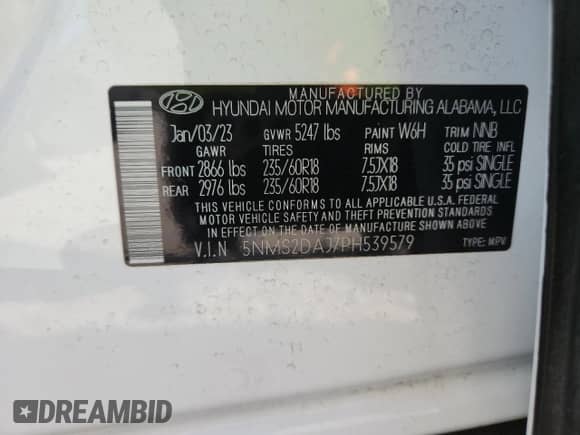 MANUFACTURED BY
HYUNDAI MOTOR MANUFACTURING ALABAMA, LLC
Jan/03/23 GVWR 5247 lbs PAINT W6H TRIM NNB
GAWR TIRES RIMS COLD TIRE INFL
FRONT 2866 lbs 235/60R18 7.5JX18 35 psi SINGLE
REAR 2976 lbs 235/60R18 7.5JX18 35 psi SINGLE
THIS VEHICLE CONFORMS TO ALL APPLICABLE U.S.A. FEDERAL
MOTOR VEHICLE SAFETY AND THEFT PREVENTION STANDARDS
IN EFFECT ON THE DATE OF MANUFACTURE SHOWN ABOVE
V.I.N 5NMS2DAJ7PH539579 TYPE: MPV
DREAMBID